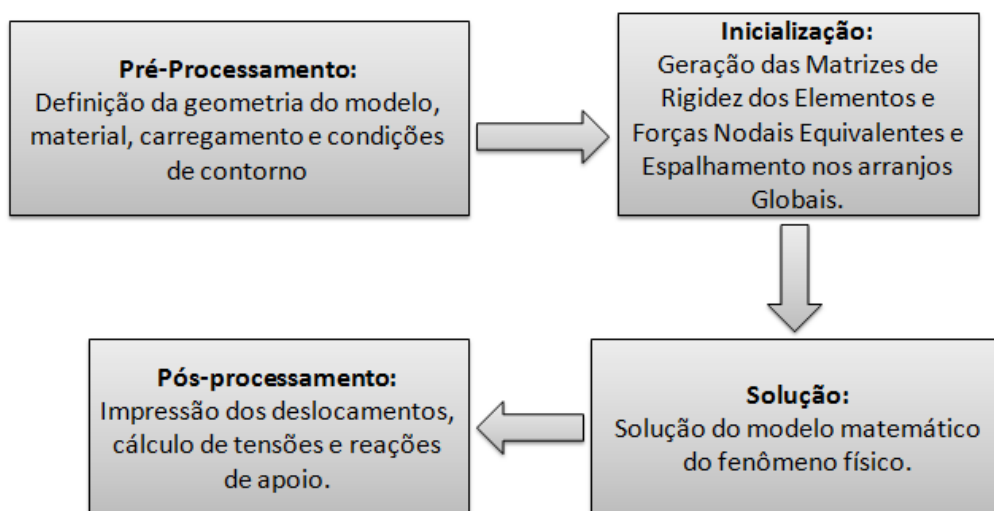 Pré-Processamento:
Definição da geometria do modelo,
material, carregamento e condições
de contorno
Inicialização:
Geração das Matrizes de
Rigidez dos Elementos e
Forças Nodais Equivalentes e
Espalhamento nos arranjos
Globais.
Solução:
Solução do modelo matemático
do fenômeno físico.
Pós-processamento:
Impressão dos deslocamentos,
cálculo de tensões e reações
de apoio.